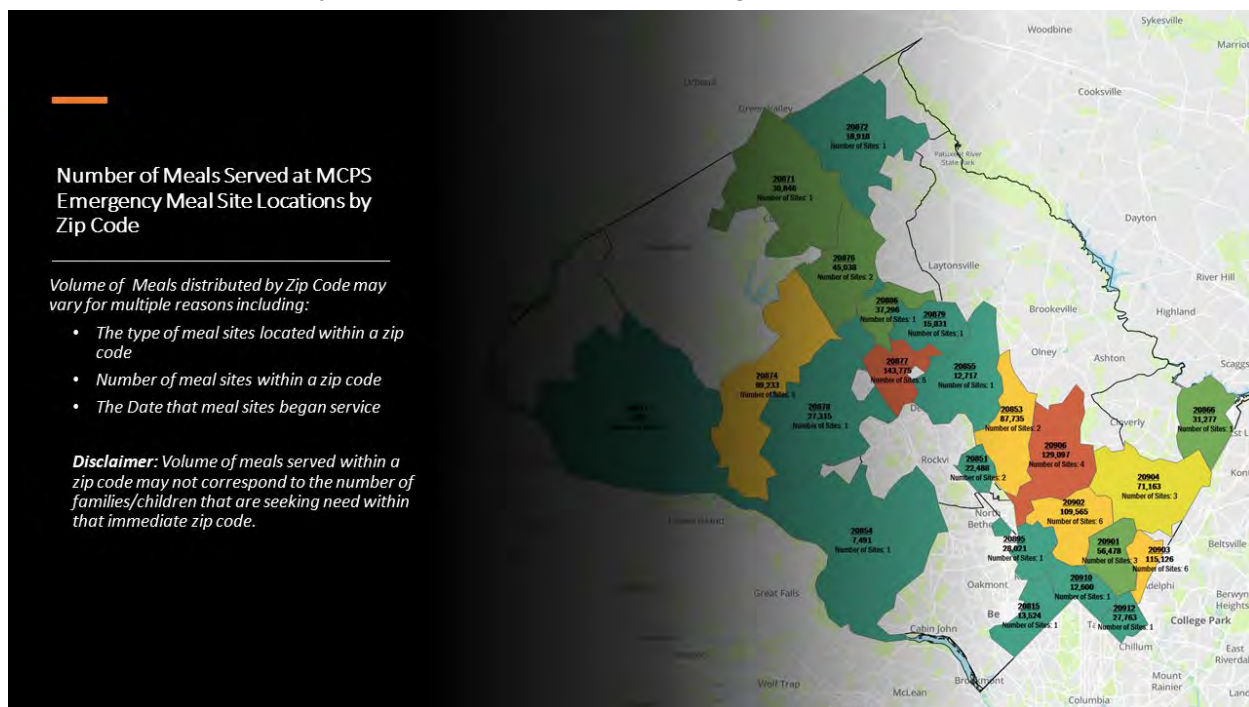 Number of Meals Served at MCPS
Emergency Meal Site Locations by
Zip Code
Volume of Meals distributed by Zip Code may
vary for multiple reasons including:
• The type of meal sites located within a zip
code
• Number of meal sites within a zip code
• The Date that meal sites began service
Disclaimer: Volume of meals served within a
zip code may not correspond to the number of
families/children that are seeking need within
that immediate zip code.
Sykesville
Woodbine
Marriot
Cooksville
20872
18,918
Number of Sites: 1
Patuxent River
State Park
20871
30,846
Number of Sites: 1
Dayton
Laytonsville
20876
45,938
Number of Sites: 2
River Hill
20886
37,296
Number of Sites: 1
20879
15,831
Number of Sites: 1
Brookeville
Highland
Olney
Ashton
Scaggs
20877
143,775
20855
12,717
Number of Sites: 1
20874
20878
27,315
Number of Sites: 1
20853
87,735
Number of Sites: 2
20906
129,097
Number of Sites: 4
Cloverly
20866
31,277
Number of Sites: 1
Rockvi
20851
22,488
Number of Sites: 2
20904
71,163
Number of Sites: 3
20902
109,565
Number of Sites: 6
North
Bethe
20854
7,491
Number of Sites: 1
20895
28,021
Number of Sites: 1
20901
56,478
Number of Sites: 3
20903
115,126
Number of Sites: 6
Beltsville
Adelphi
Oakmont
20910
12,600
Number of Sites: 1
Great Falls
Berwyn
Heights
Be
20815
13,524
Number of Sites: 1
20912
27,763
Number of Sites: 1
College Park
Cabin John
Chillum
East
Riverda
Mount
Rainier
Wolf Trap
Brookmont
McLean
Columbia
Land